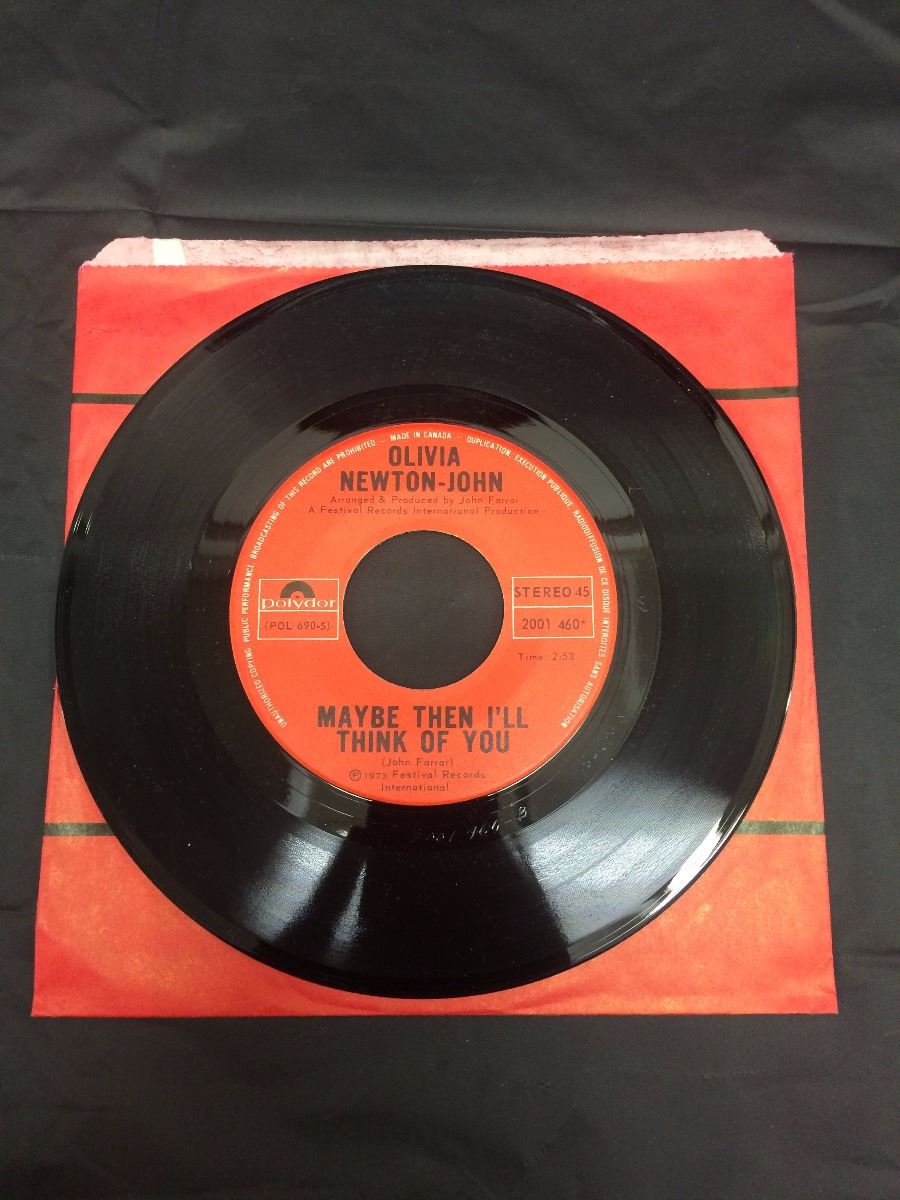 UNAUTHORIZED COPYING, PUBLIC PERFORMANCE, BROADCASTING OF THIS RECORD ARE PROHIBITED - MADE IN CANADA - DUPLICATION, EXECUTION PUBLIQUE, RADIODIFFUSION DE CE DISQUE INTERDITES SANS AUTORISATION
OLIVIA
NEWTON-JOHN
Arranged & Produced by John Farrar
A Festival Records International Production
polydor
(POL 690-S)
STEREO 45
2001 460*
Time: 2:53
MAYBE THEN I'LL
THINK OF YOU
(John Farrar)
℗ 1973 Festival Records
International